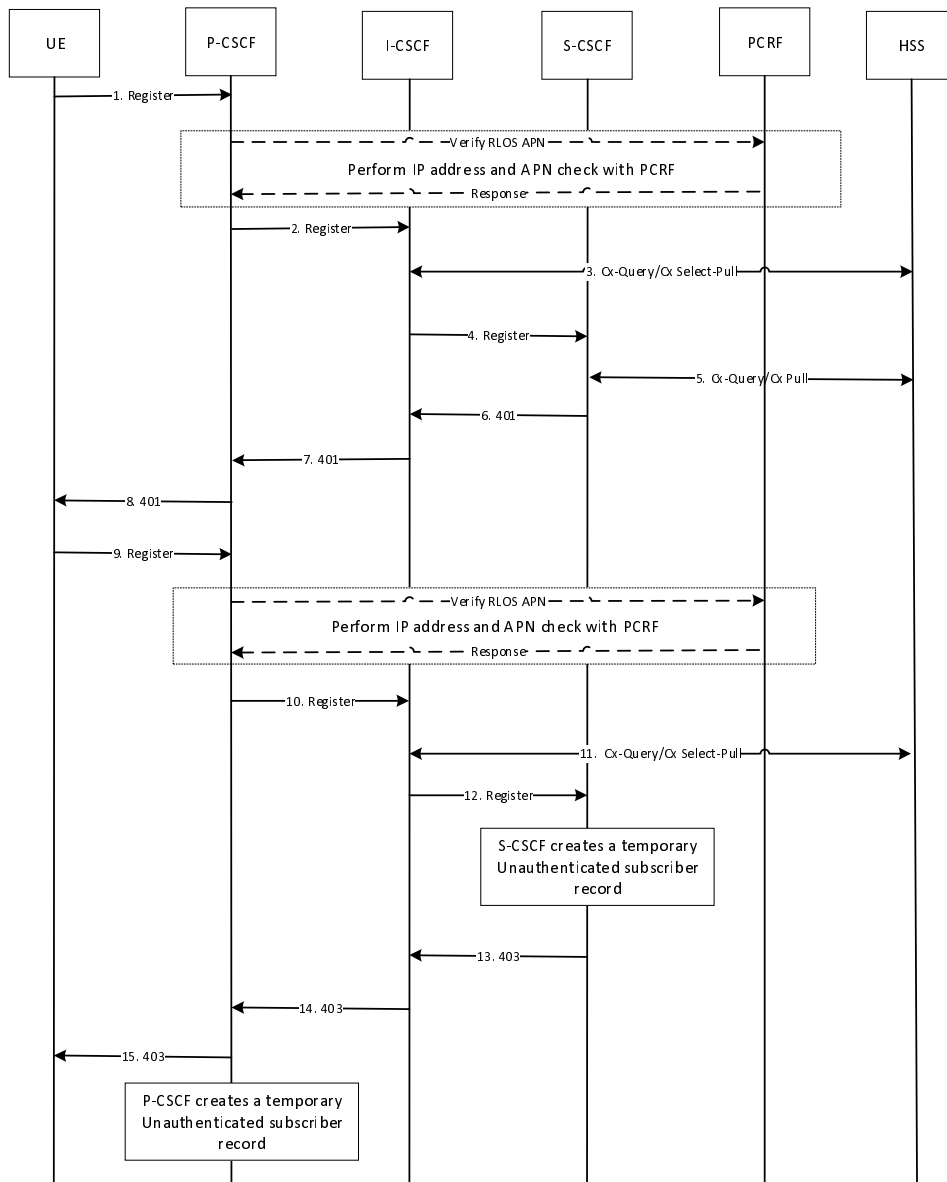 UE
P-CSCF
I-CSCF
S-CSCF
PCRF
HSS
1. Register
Verify RLOS APN
Perform IP address and APN check with PCRF
Response
2. Register
3. Cx-Query/Cx Select-Pull
4. Register
5. Cx-Query/Cx Pull
6. 401
7. 401
8. 401
9. Register
Verify RLOS APN
Perform IP address and APN check with PCRF
Response
10. Register
11. Cx-Query/Cx Select-Pull
12. Register
S-CSCF creates a temporary
Unauthenticated subscriber
record
13. 403
14. 403
15. 403
P-CSCF creates a temporary
Unauthenticated subscriber
record